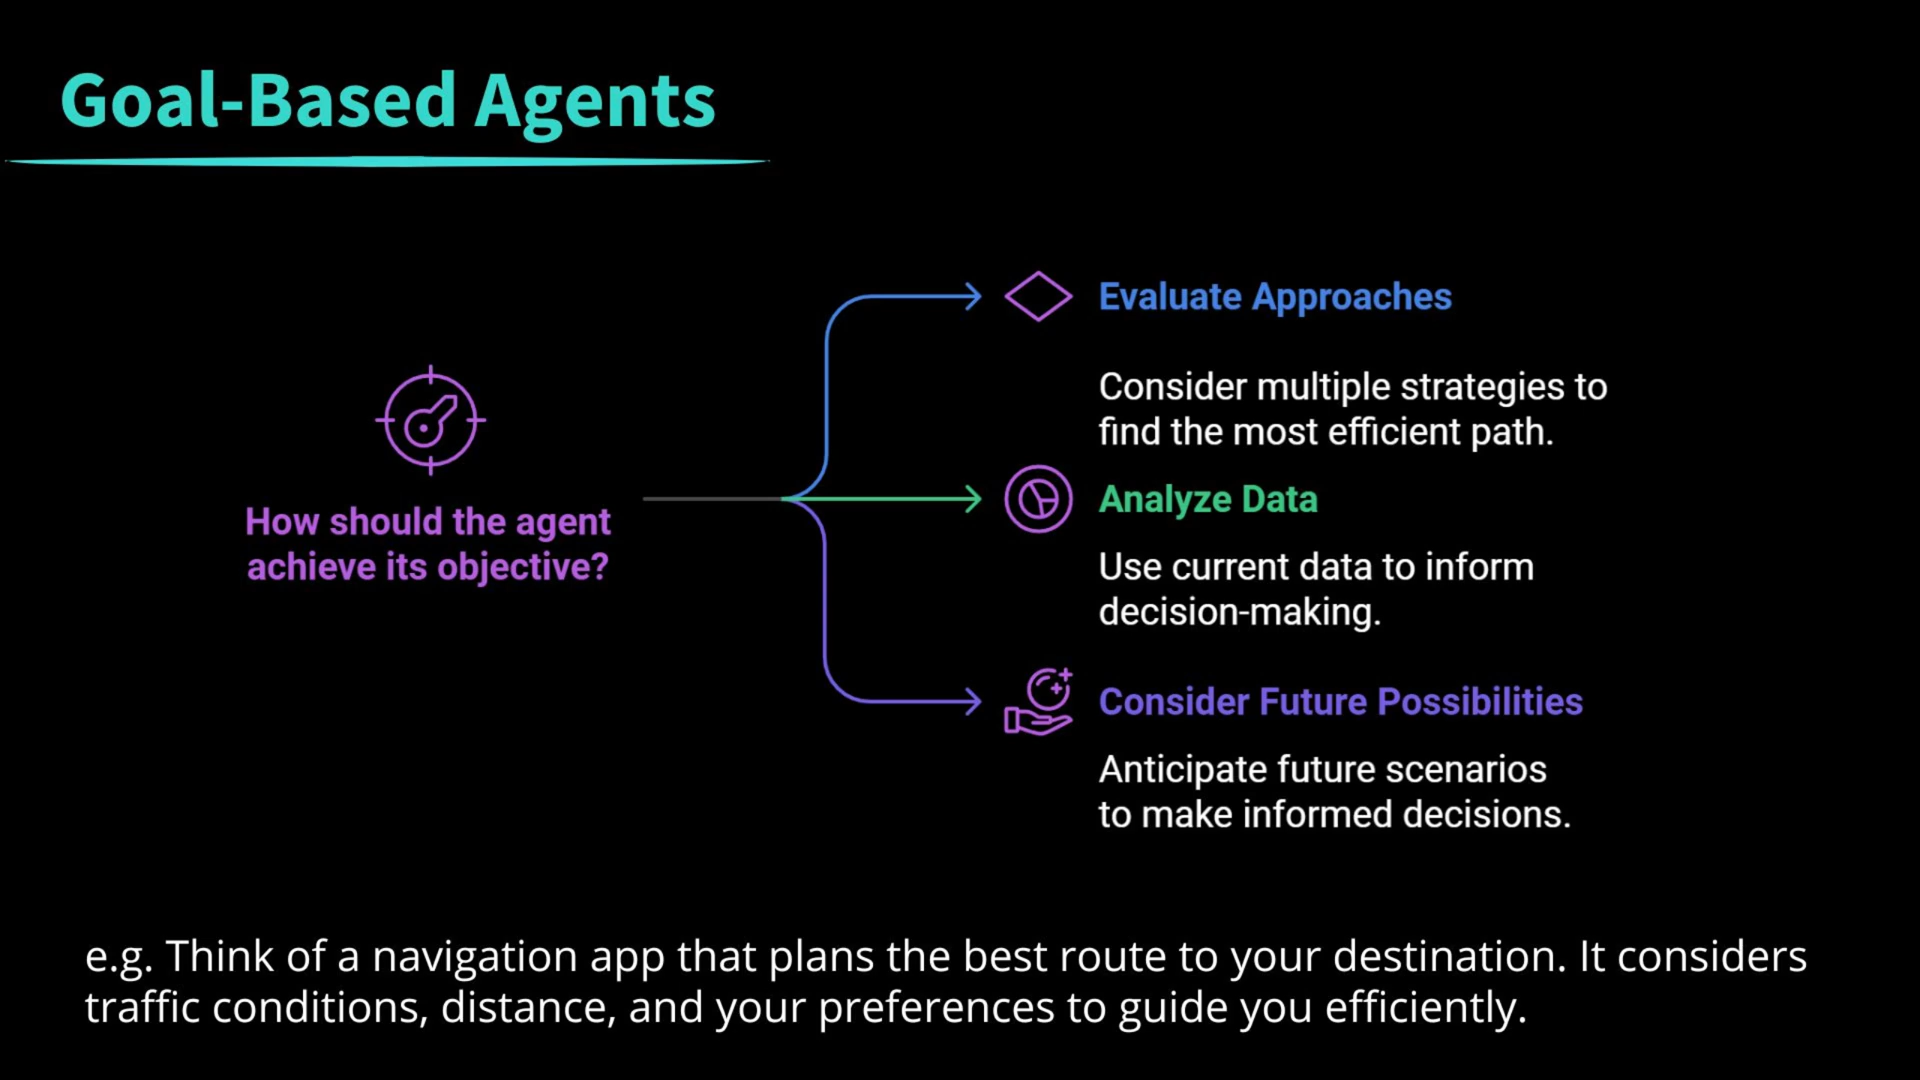 Goal-Based Agents
How should the agent
achieve its objective?
Evaluate Approaches
Consider multiple strategies to
find the most efficient path.
Analyze Data
Use current data to inform
decision-making.
Consider Future Possibilities
Anticipate future scenarios
to make informed decisions.
e.g. Think of a navigation app that plans the best route to your destination. It considers
traffic conditions, distance, and your preferences to guide you efficiently.